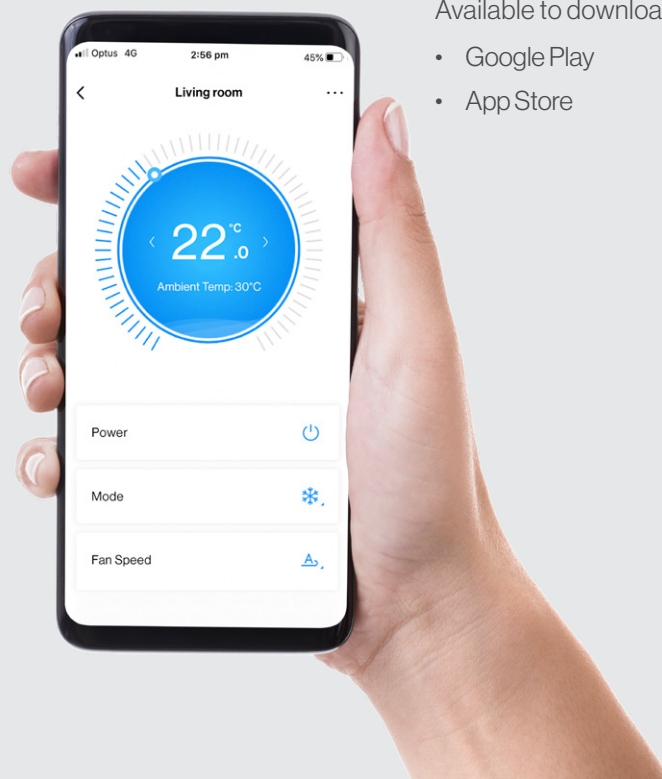 Available to downloa
• Google Play
• App Store
Optus 4G 2:56 pm 45%
Living room
22.0 °C
Ambient Temp: 30°C
Power
Mode
Fan Speed
A